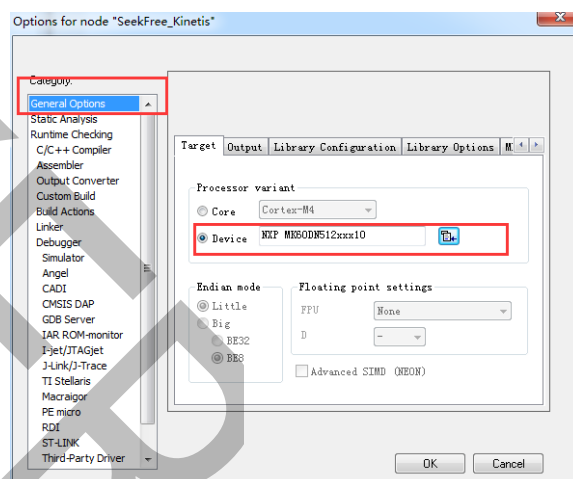 Options for node "SeekFree_Kinetis"
Category:
General Options
Static Analysis
Runtime Checking
C/C++ Compiler
Assembler
Output Converter
Custom Build
Build Actions
Linker
Debugger
Simulator
Angel
CADI
CMSIS DAP
GDB Server
IAR ROM-monitor
I-jet/JTAGjet
J-Link/J-Trace
TI Stellaris
Macraigor
PE micro
RDI
ST-LINK
Third-Party Driver
Target Output Library Configuration Library Options
Processor variant
Core Cortex-M4
Device NXP MK60DN512xxx10
Endian mode
Little
Big
BE32
BE8
Floating point settings
FPU None
D -
Advanced SIMD (NEON)
OK Cancel